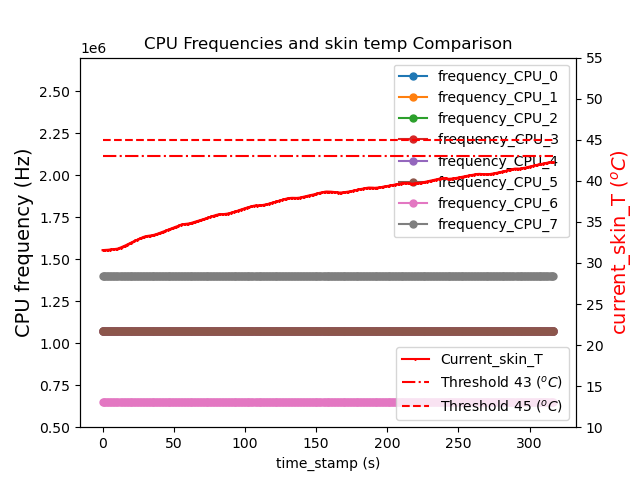 CPU Frequencies and skin temp Comparison
1e6
CPU frequency (Hz)
2.50
2.25
2.00
1.75
1.50
1.25
1.00
0.75
0.50
frequency_CPU_0
frequency_CPU_1
frequency_CPU_2
frequency_CPU_3
frequency_CPU_4
frequency_CPU_5
frequency_CPU_6
frequency_CPU_7
Current_skin_T
Threshold 43 (°C)
Threshold 45 (°C)
55
50
45
40
35
30
25
20
15
10
current_skin_T (°C)
0 50 100 150 200 250 300
time_stamp (s)